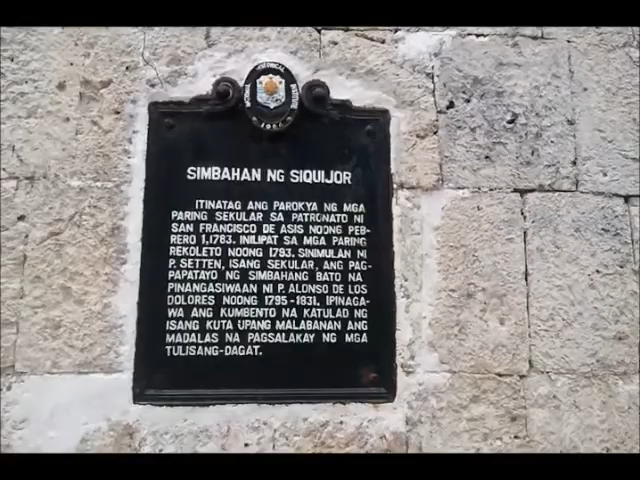 SIMBAHAN NG SIQUIJOR
ITINATAG ANG PAROKYA NG MGA
PARING SEKULAR SA PATRONATO NI
SAN FRANCISCO DE ASIS NOONG PEB-
RERO 1,1783. INILIPAT SA MGA PARING
REKOLETO NOONG 1793. SINIMULAN NI
P. SETTEN, ISANG SEKULAR, ANG PAG-
PAPATAYO NG SIMBAHANG BATO NA
PINANGASIWAAN NI P. ALONSO DE LOS
DOLORES NOONG 1795-1831. IPINAGA-
WA ANG KUMBENTO NA KATULAD NG
ISANG KUTA UPANG MALABANAN ANG
MADALAS NA PAGSALAKAY NG MGA
TULISANG-DAGAT.